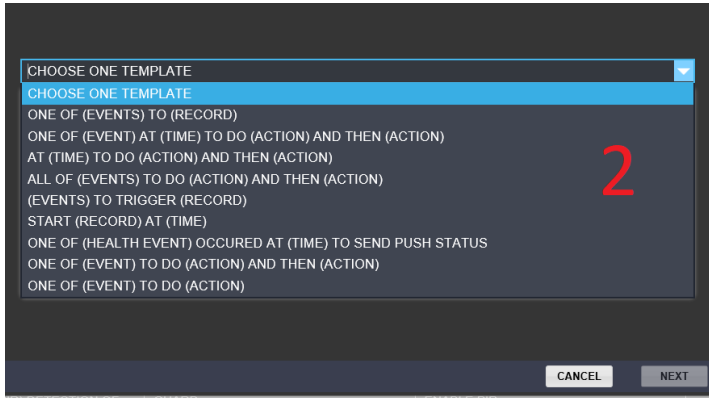 CHOOSE ONE TEMPLATE
CHOOSE ONE TEMPLATE
ONE OF (EVENTS) TO (RECORD)
ONE OF (EVENT) AT (TIME) TO DO (ACTION) AND THEN (ACTION)
AT (TIME) TO DO (ACTION) AND THEN (ACTION)
ALL OF (EVENTS) TO DO (ACTION) AND THEN (ACTION)
(EVENTS) TO TRIGGER (RECORD)
START (RECORD) AT (TIME)
ONE OF (HEALTH EVENT) OCCURED AT (TIME) TO SEND PUSH STATUS
ONE OF (EVENT) TO DO (ACTION) AND THEN (ACTION)
ONE OF (EVENT) TO DO (ACTION)
2
CANCEL NEXT